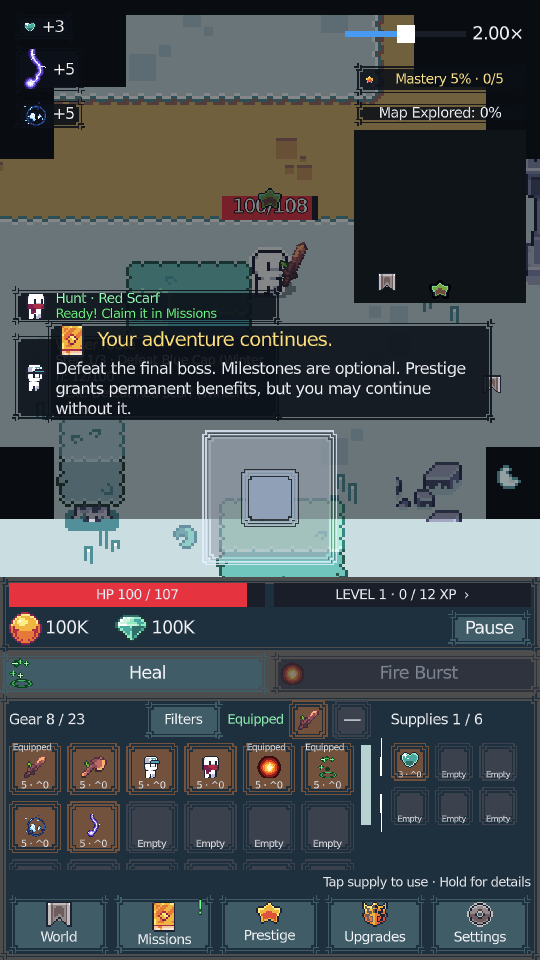 +3
2.00×
+5
Mastery 5% · 0/5
+5
Map Explored: 0%
100/108
Hunt · Red Scarf
Ready! Claim it in Missions
Your adventure continues.
Defeat the final boss. Milestones are optional. Prestige
grants permanent benefits, but you may continue
without it.
HP 100 / 107
LEVEL 1 · 0 / 12 XP ›
100K
100K
Pause
Heal
Fire Burst
Gear 8 / 23
Filters
Equipped
—
Supplies 1 / 6
Equipped
Equipped
Equipped
5 · ^0
5 · ^0
5 · ^0
5 · ^0
5 · ^0
5 · ^0
3 · ^0
Empty
Empty
5 · ^0
5 · ^0
Empty
Empty
Empty
Empty
Empty
Empty
Empty
Tap supply to use · Hold for details
World
Missions
!
Prestige
Upgrades
Settings